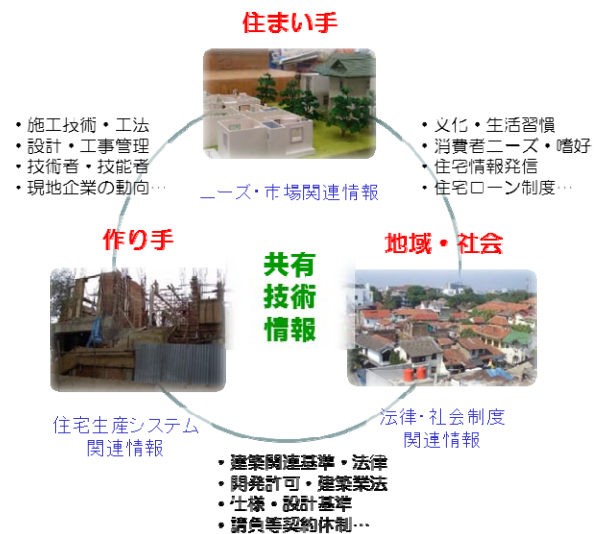 住まい手
・施工技術・工法
・設計・工事管理
・技術者・技能者
・現地企業の動向…
・文化・生活習慣
・消費者ニーズ・嗜好
・住宅情報発信
・住宅ローン制度…
ニーズ・市場関連情報
作り手
地域・社会
共有
技術
情報
住宅生産システム
関連情報
法律・社会制度
関連情報
・建築関連基準・法律
・開発許可・建築業法
・仕様・設計基準
・請負等契約体制…